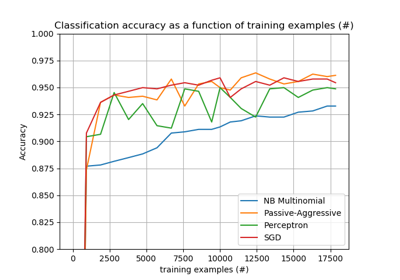 Classification accuracy as a function of training examples (#)
1.000
0.975
0.950
0.925
0.900
0.875
0.850
0.825
0.800
Accuracy
NB Multinomial
Passive-Aggressive
Perceptron
SGD
0 2500 5000 7500 10000 12500 15000 17500
training examples (#)